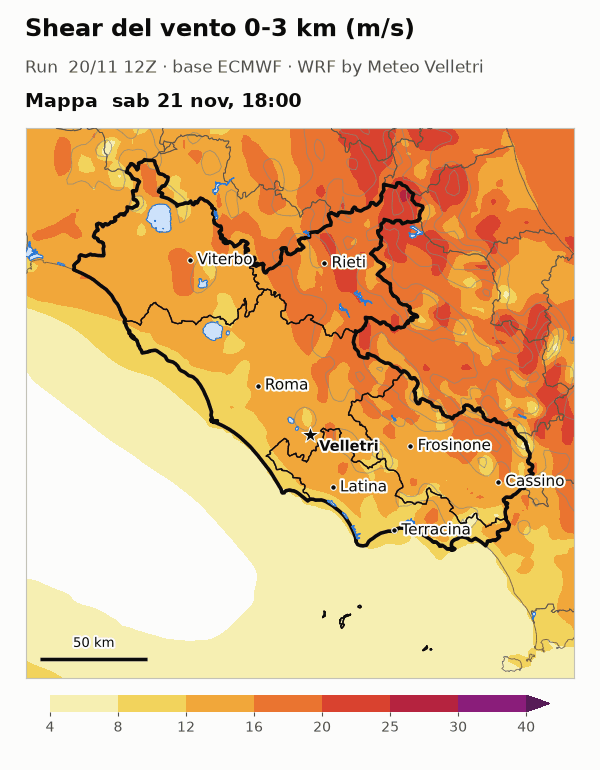 Shear del vento 0-3 km (m/s)
Run  20/11 12Z · base ECMWF · WRF by Meteo Velletri
Mappa  sab 21 nov, 18:00
Viterbo
Rieti
Roma
Velletri
Frosinone
Latina
Cassino
Terracina
50 km
4 8 12 16 20 25 30 40